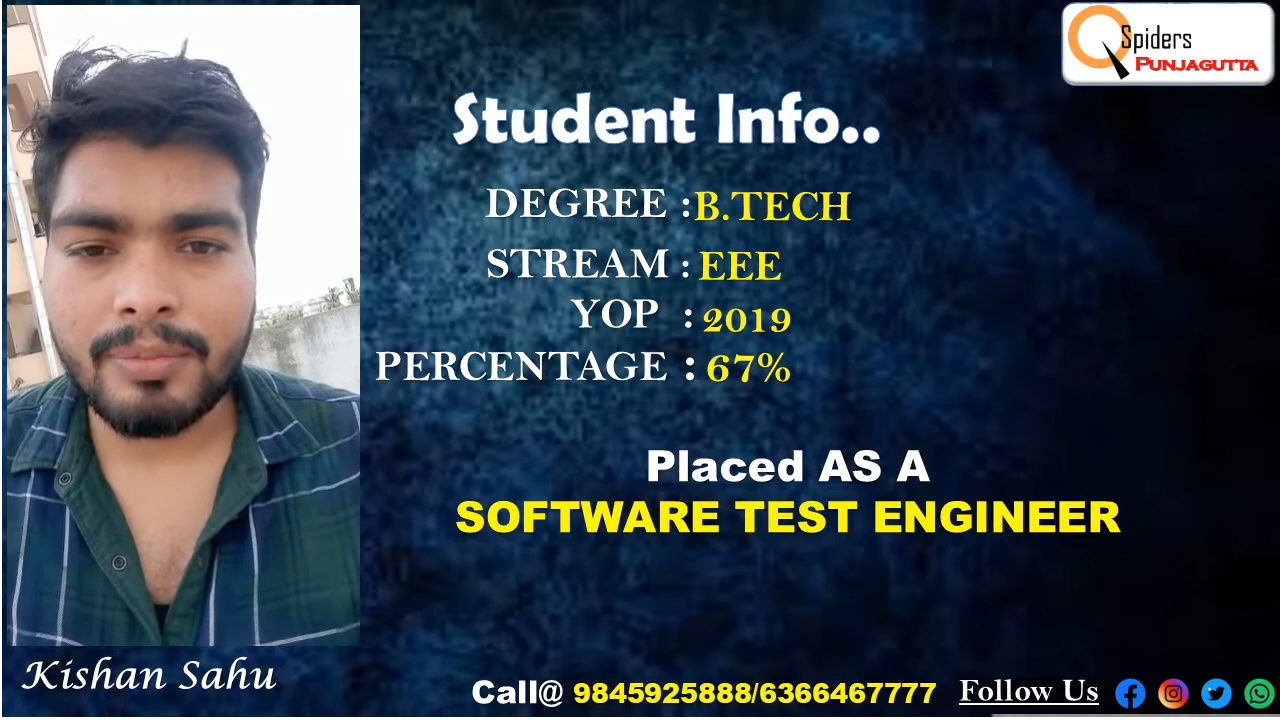 Spiders
PUNJAGUTTA
Student Info..
DEGREE :B.TECH
STREAM : EEE
YOP : 2019
PERCENTAGE : 67%
Placed AS A
SOFTWARE TEST ENGINEER
Kishan Sahu
Call@ 9845925888/6366467777 Follow Us